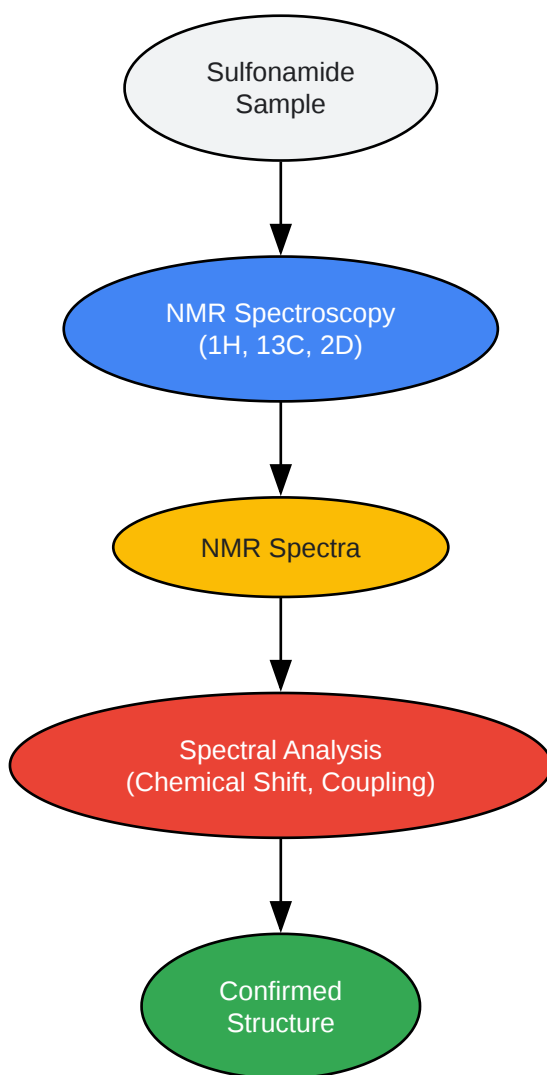 Sulfonamide
Sample
NMR Spectroscopy
(1H, 13C, 2D)
NMR Spectra
Spectral Analysis
(Chemical Shift, Coupling)
Confirmed
Structure